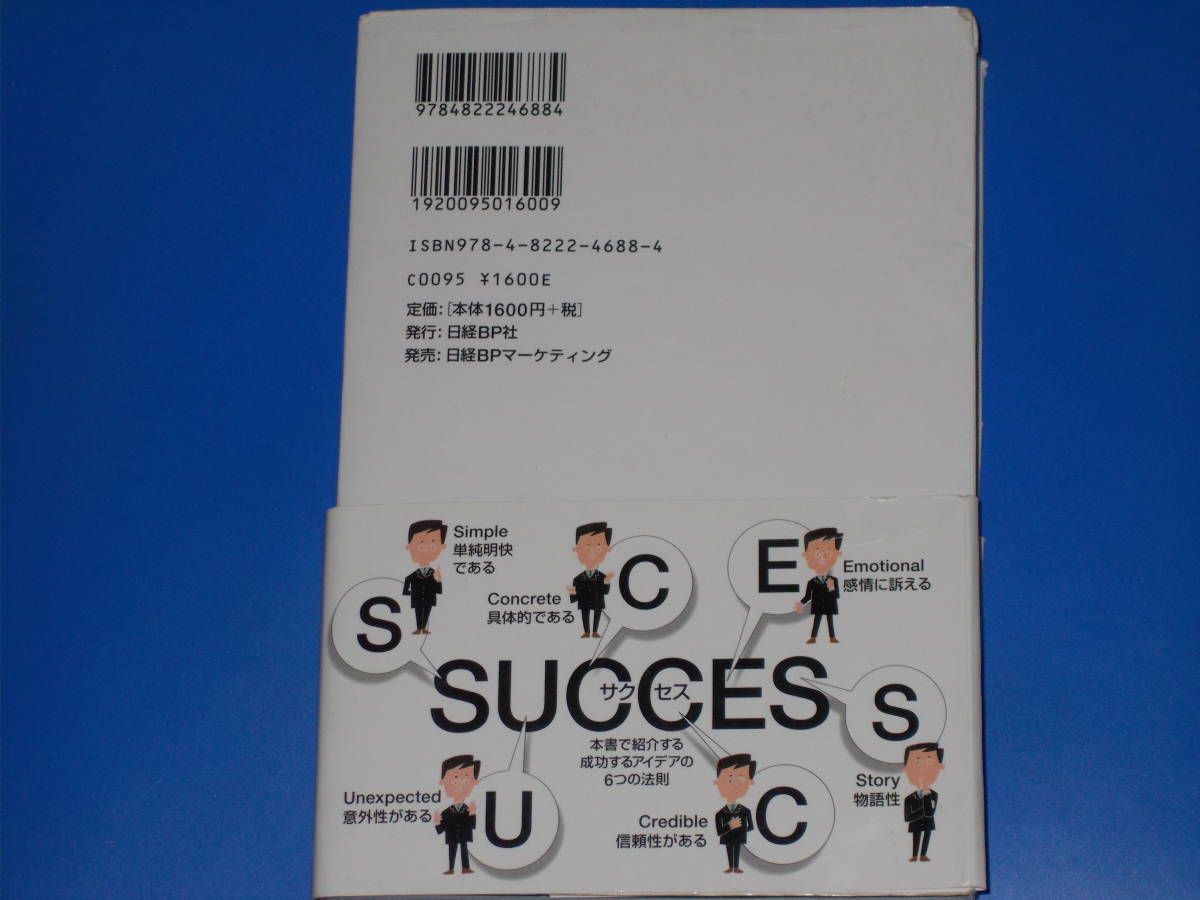 9784822246884
1920095016009
ISBN978-4-8222-4688-4
C0095 ¥1600E
定価:[本体1600円+税]
発行:日経BP社
発売:日経BPマーケティング
Simple
単純明快
である
S
Concrete
具体的である
C
E
Emotional
感情に訴える
SUCCES
サクセス
本書で紹介する
成功するアイデアの
6つの法則
Unexpected
意外性がある
U
Credible
信頼性がある
C
S
Story
物語性